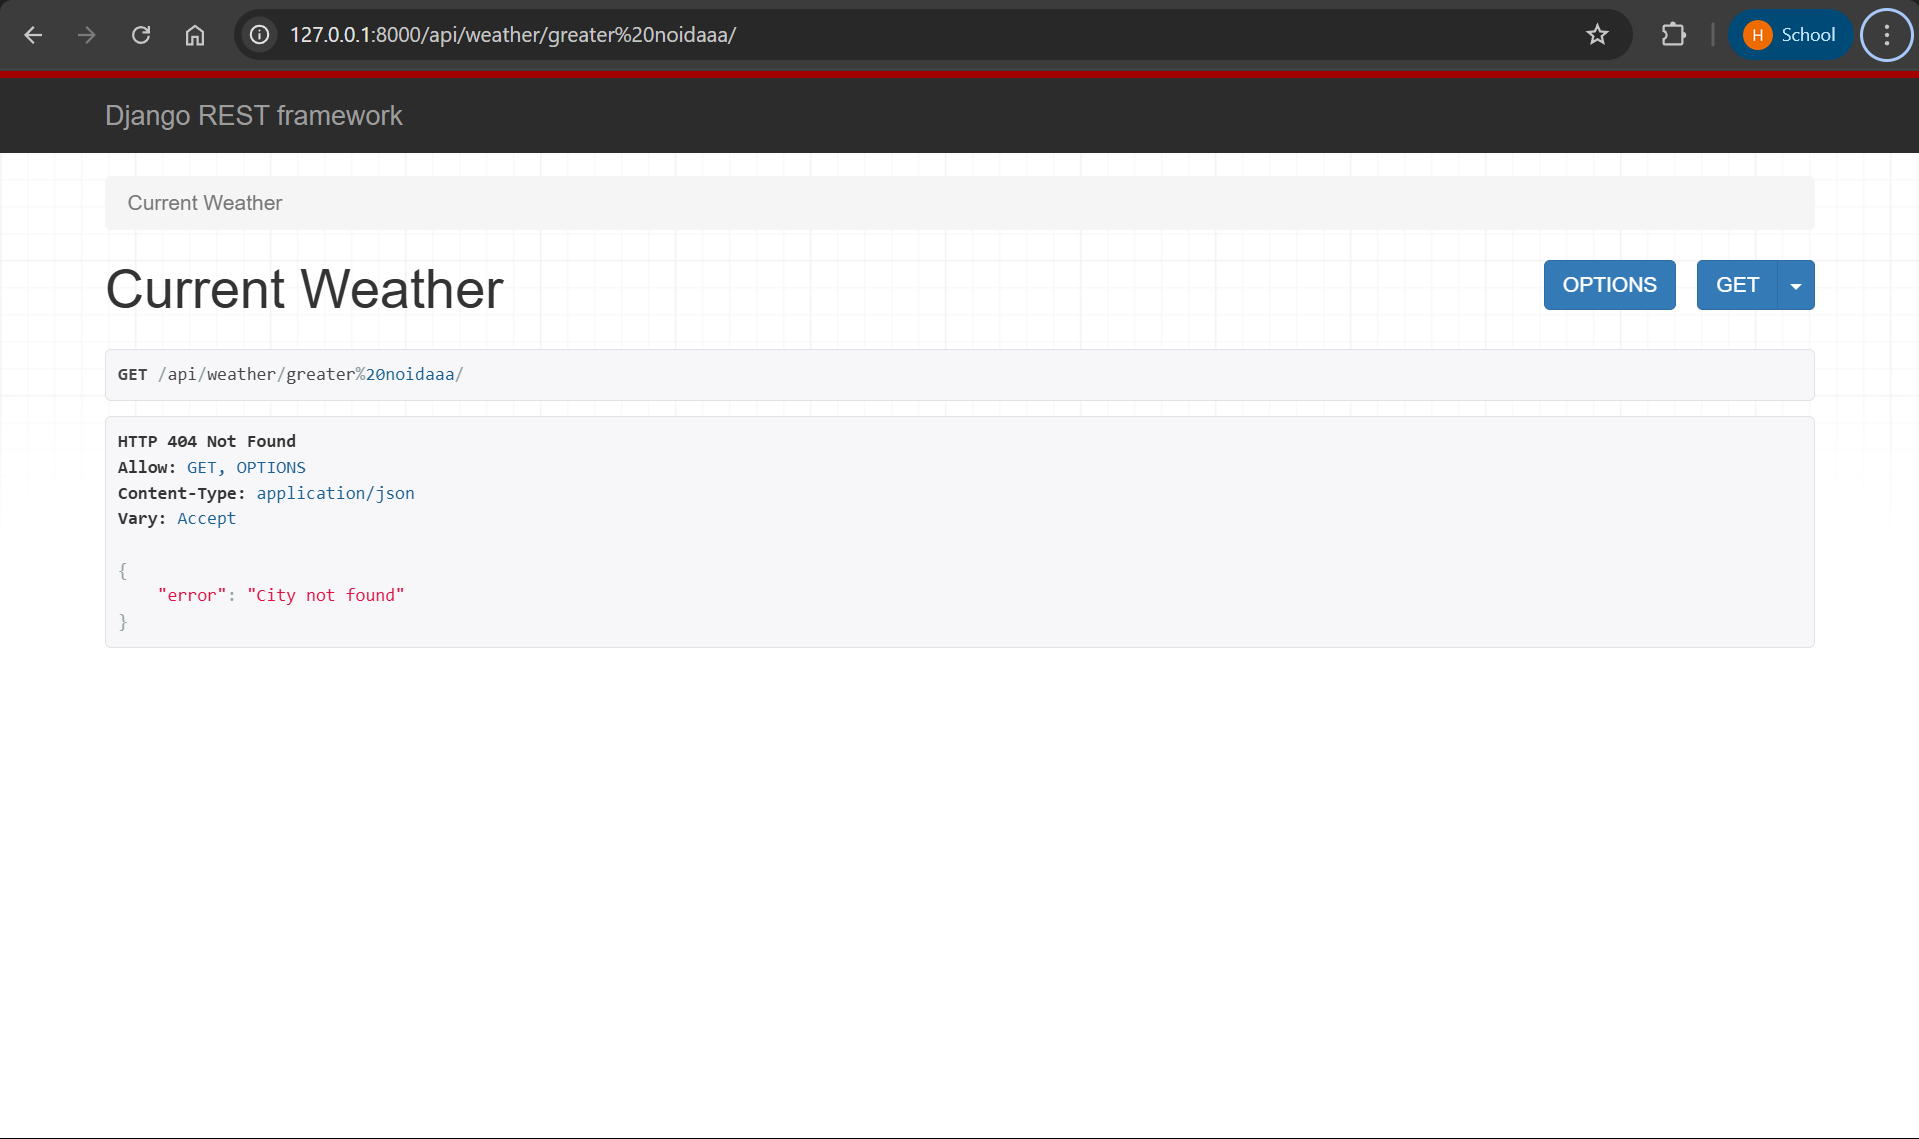 127.0.0.1:8000/api/weather/greater%20noidaaa/
H School
Django REST framework
Current Weather
Current Weather
OPTIONS GET
GET /api/weather/greater%20noidaaa/
HTTP 404 Not Found
Allow: GET, OPTIONS
Content-Type: application/json
Vary: Accept
{
"error": "City not found"
}